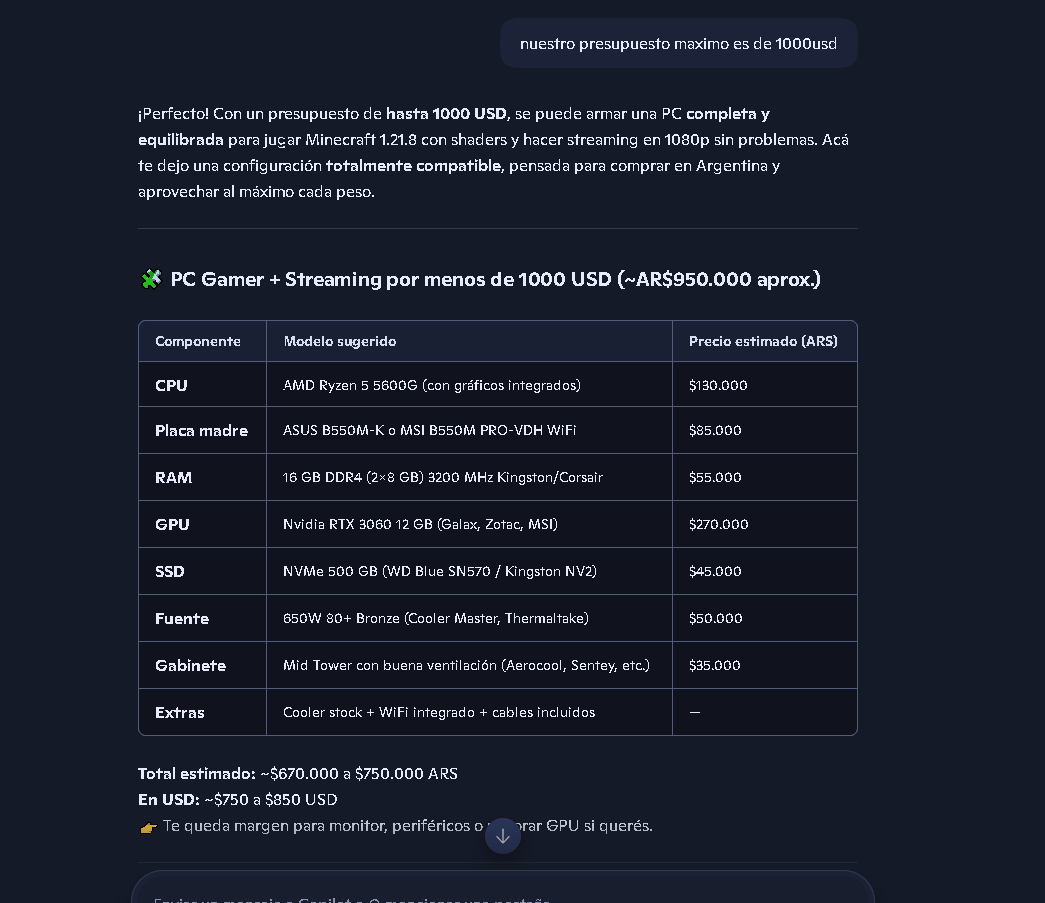 nuestro presupuesto maximo es de 1000usd
¡Perfecto! Con un presupuesto de hasta 1000 USD, se puede armar una PC completa y
equilibrada para jugar Minecraft 1.21.8 con shaders y hacer streaming en 1080p sin problemas. Acá
te dejo una configuración totalmente compatible, pensada para comprar en Argentina y
aprovechar al máximo cada peso.
PC Gamer + Streaming por menos de 1000 USD (~AR$950.000 aprox.)
Componente Modelo sugerido Precio estimado (ARS)
CPU AMD Ryzen 5 5600G (con gráficos integrados) $130.000
Placa madre ASUS B550M-K o MSI B550M PRO-VDH WiFi $85.000
RAM 16 GB DDR4 (2×8 GB) 3200 MHz Kingston/Corsair $55.000
GPU Nvidia RTX 3060 12 GB (Galax, Zotac, MSI) $270.000
SSD NVMe 500 GB (WD Blue SN570 / Kingston NV2) $45.000
Fuente 650W 80+ Bronze (Cooler Master, Thermaltake) $50.000
Gabinete Mid Tower con buena ventilación (Aerocool, Sentey, etc.) $35.000
Extras Cooler stock + WiFi integrado + cables incluidos —
Total estimado: ~$670.000 a $750.000 ARS
En USD: ~$750 a $850 USD
Te queda margen para monitor, periféricos o GPU si querés.